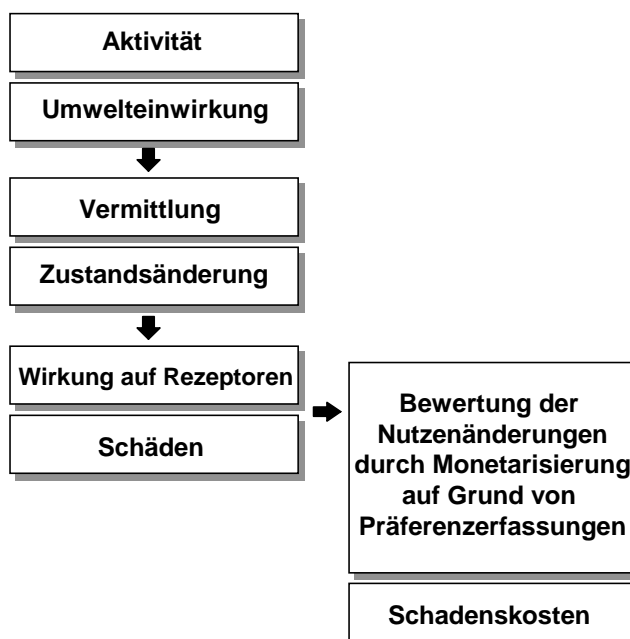 Aktivität
Umwelteinwirkung
Vermittlung
Zustandsänderung
Wirkung auf Rezeptoren
Schäden
Bewertung der
Nutzenänderungen
durch Monetarisierung
auf Grund von
Präferenzerfassungen
Schadenskosten